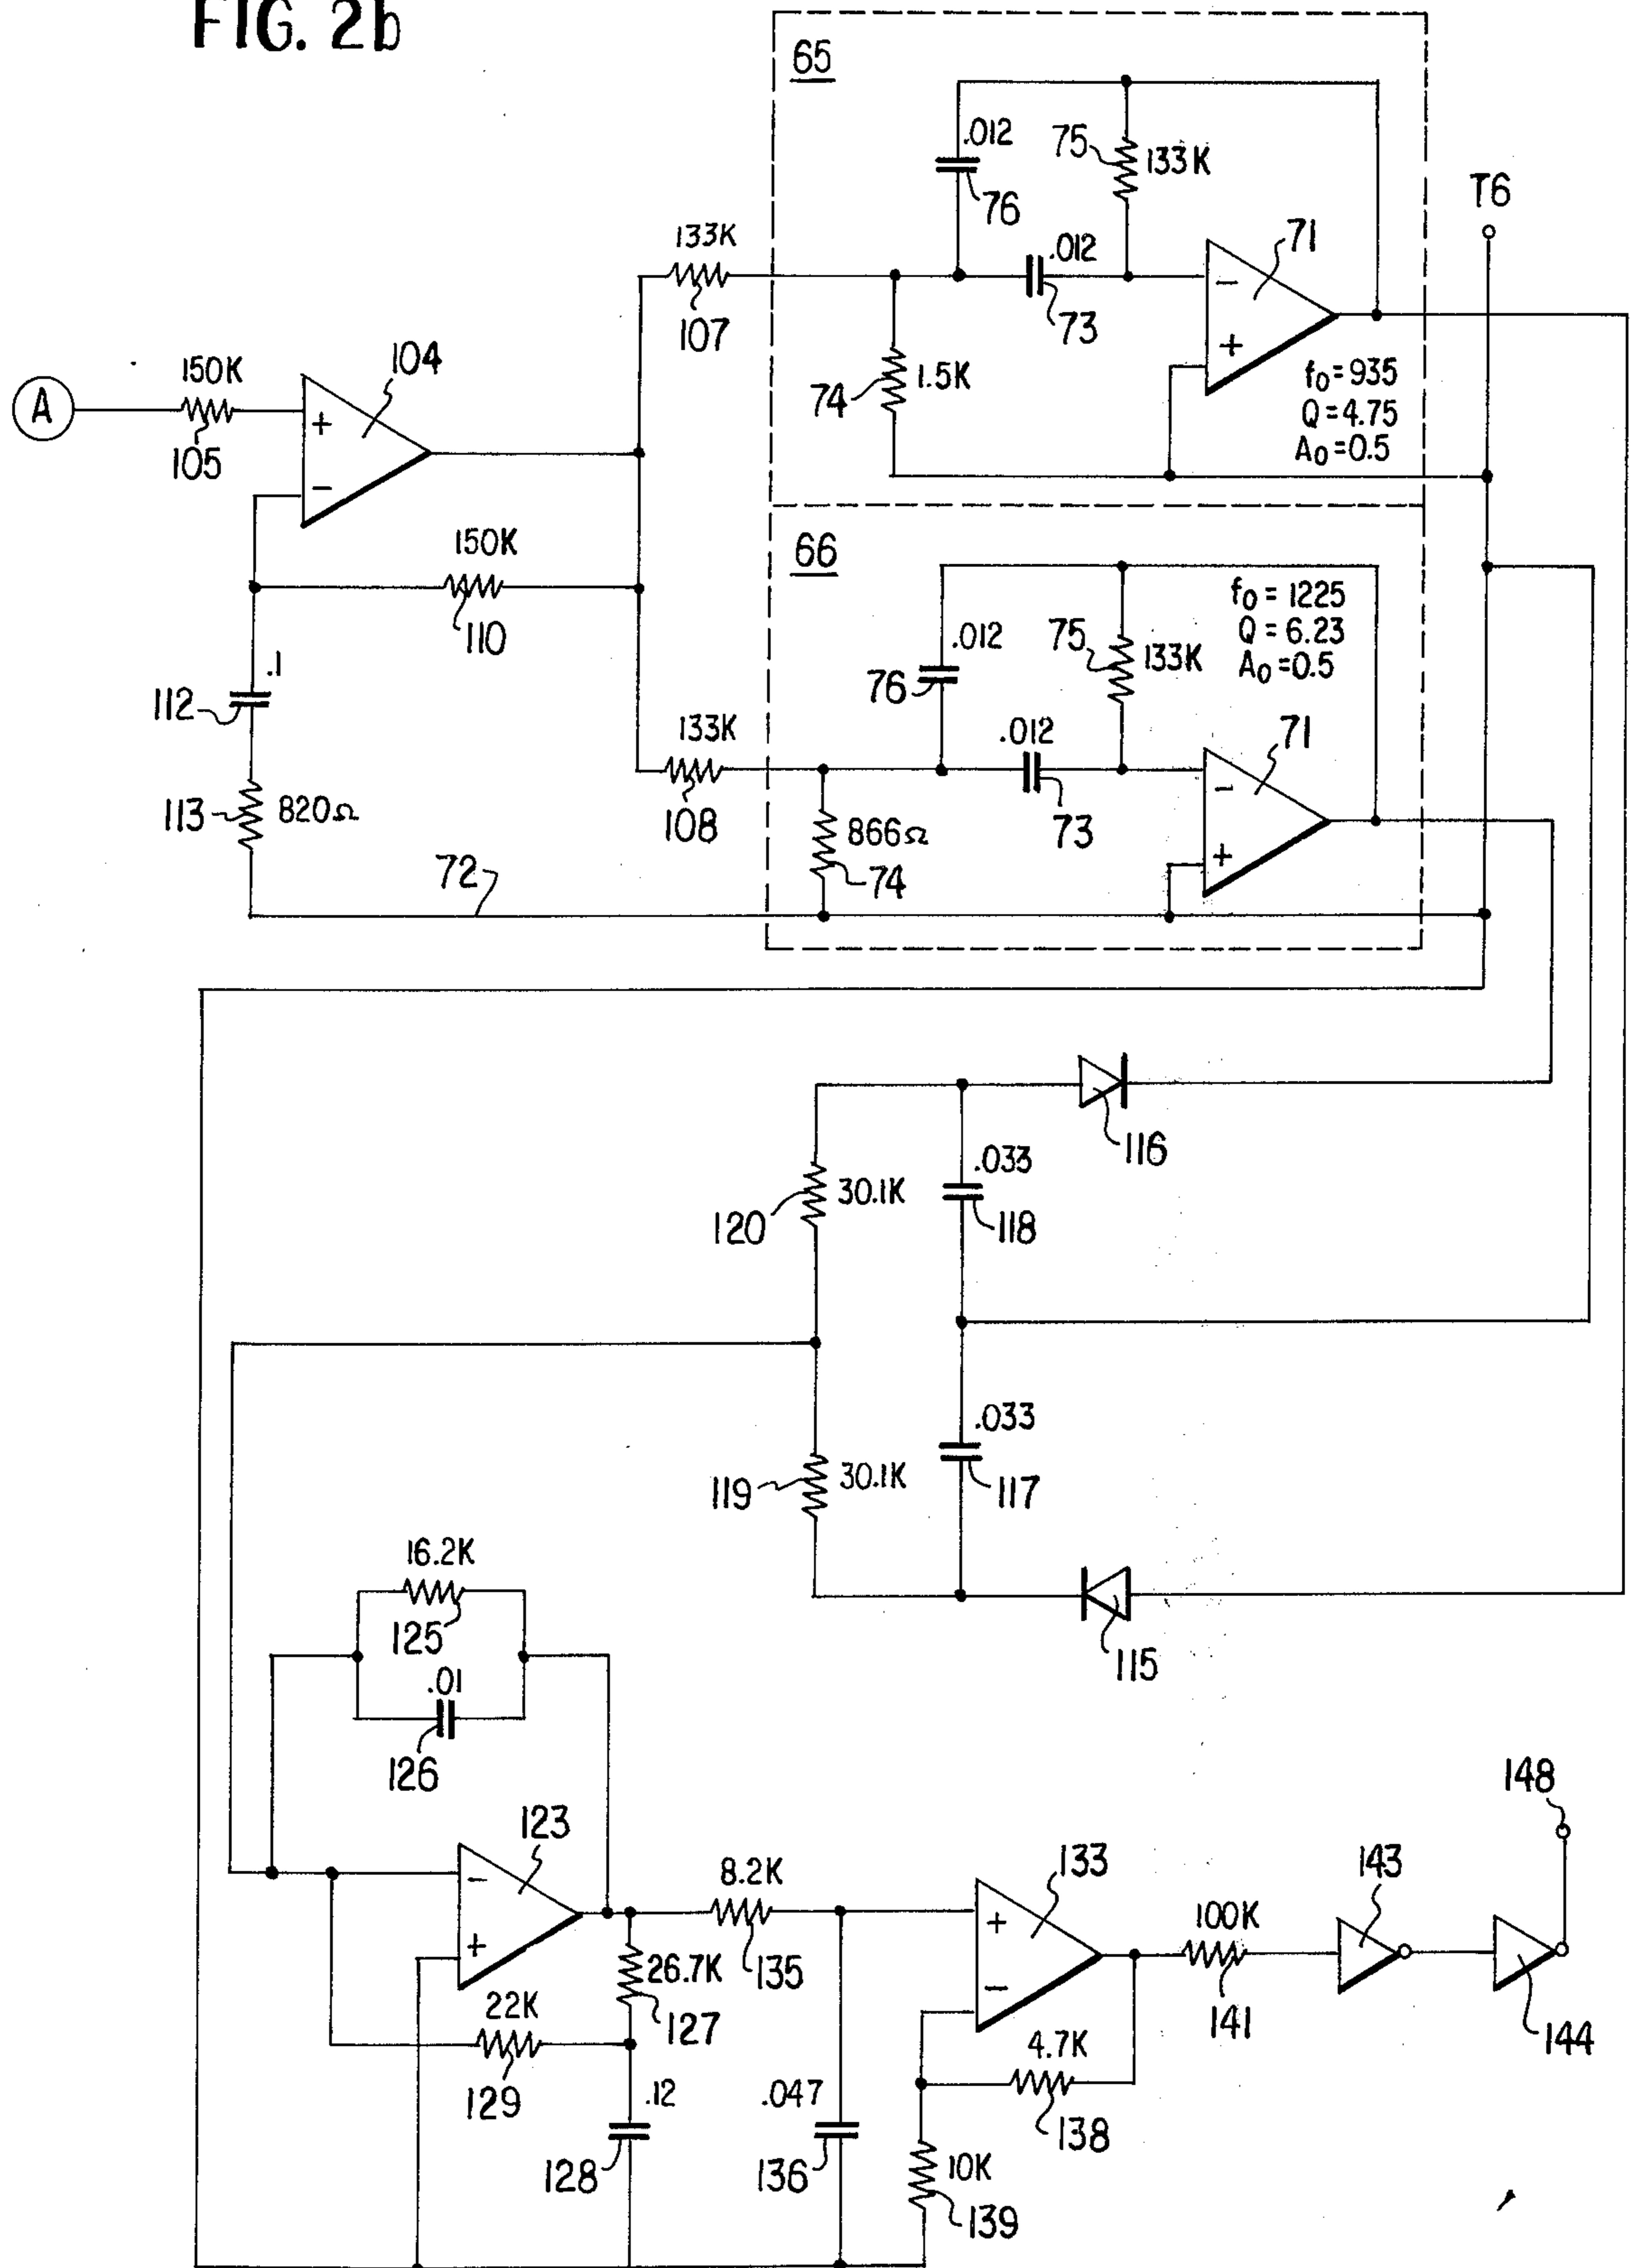 FIG. 2b
65
.012
75
133K
76
T6
133K
.012
71
−
107
73
+
150K
104
A
+
74
1.5K
f₀=935
Q=4.75
A₀=0.5
105
−
150K
66
f₀=1225
Q=6.23
A₀=0.5
110
.012
75
133K
76
.1
112
133K
.012
71
−
113
820Ω
108
73
866Ω
+
72
74
116
.033
120
30.1K
118
.033
119
30.1K
117
16.2K
125
115
.01
126
148
123
133
−
8.2K
143
+
100K
+
26.7K
135
−
22K
127
141
144
4.7K
129
.12
.047
138
128
136
10K
139